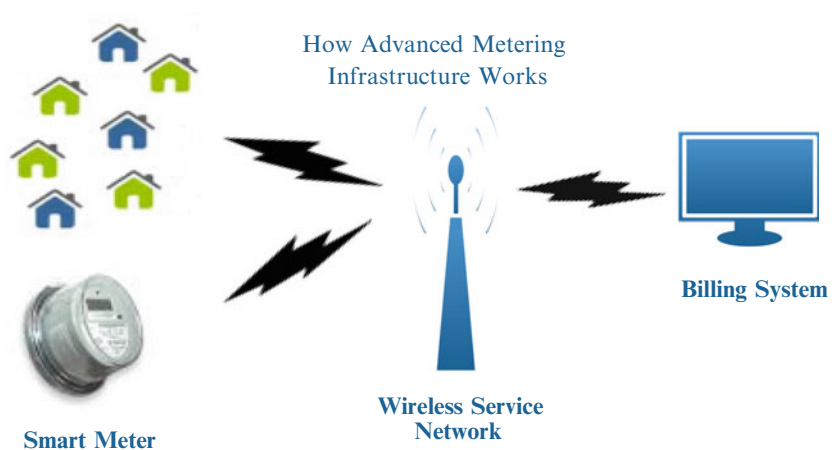 How Advanced Metering
Infrastructure Works
Billing System
Wireless Service
Network
Smart Meter